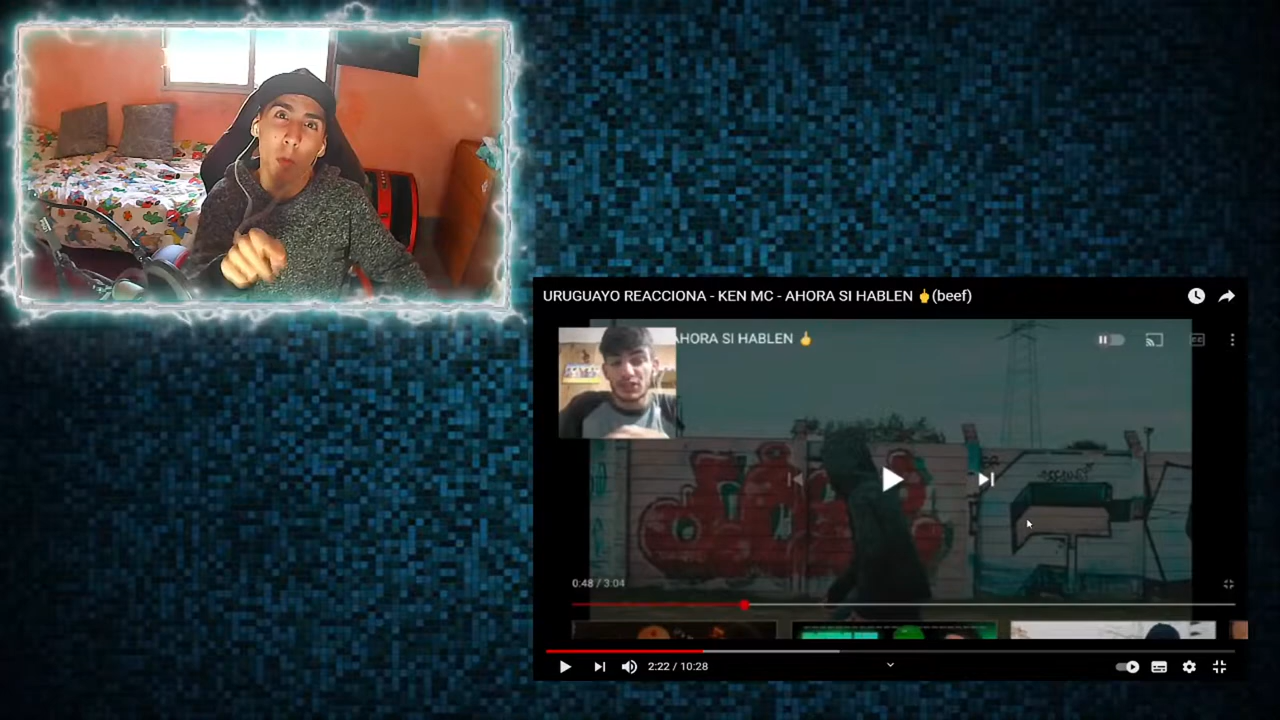 URUGUAYO REACCIONA - KEN MC - AHORA SI HABLEN 🖕(beef)
AHORA SI HABLEN 🖕
0:48 / 3:04
2:22 / 10:28